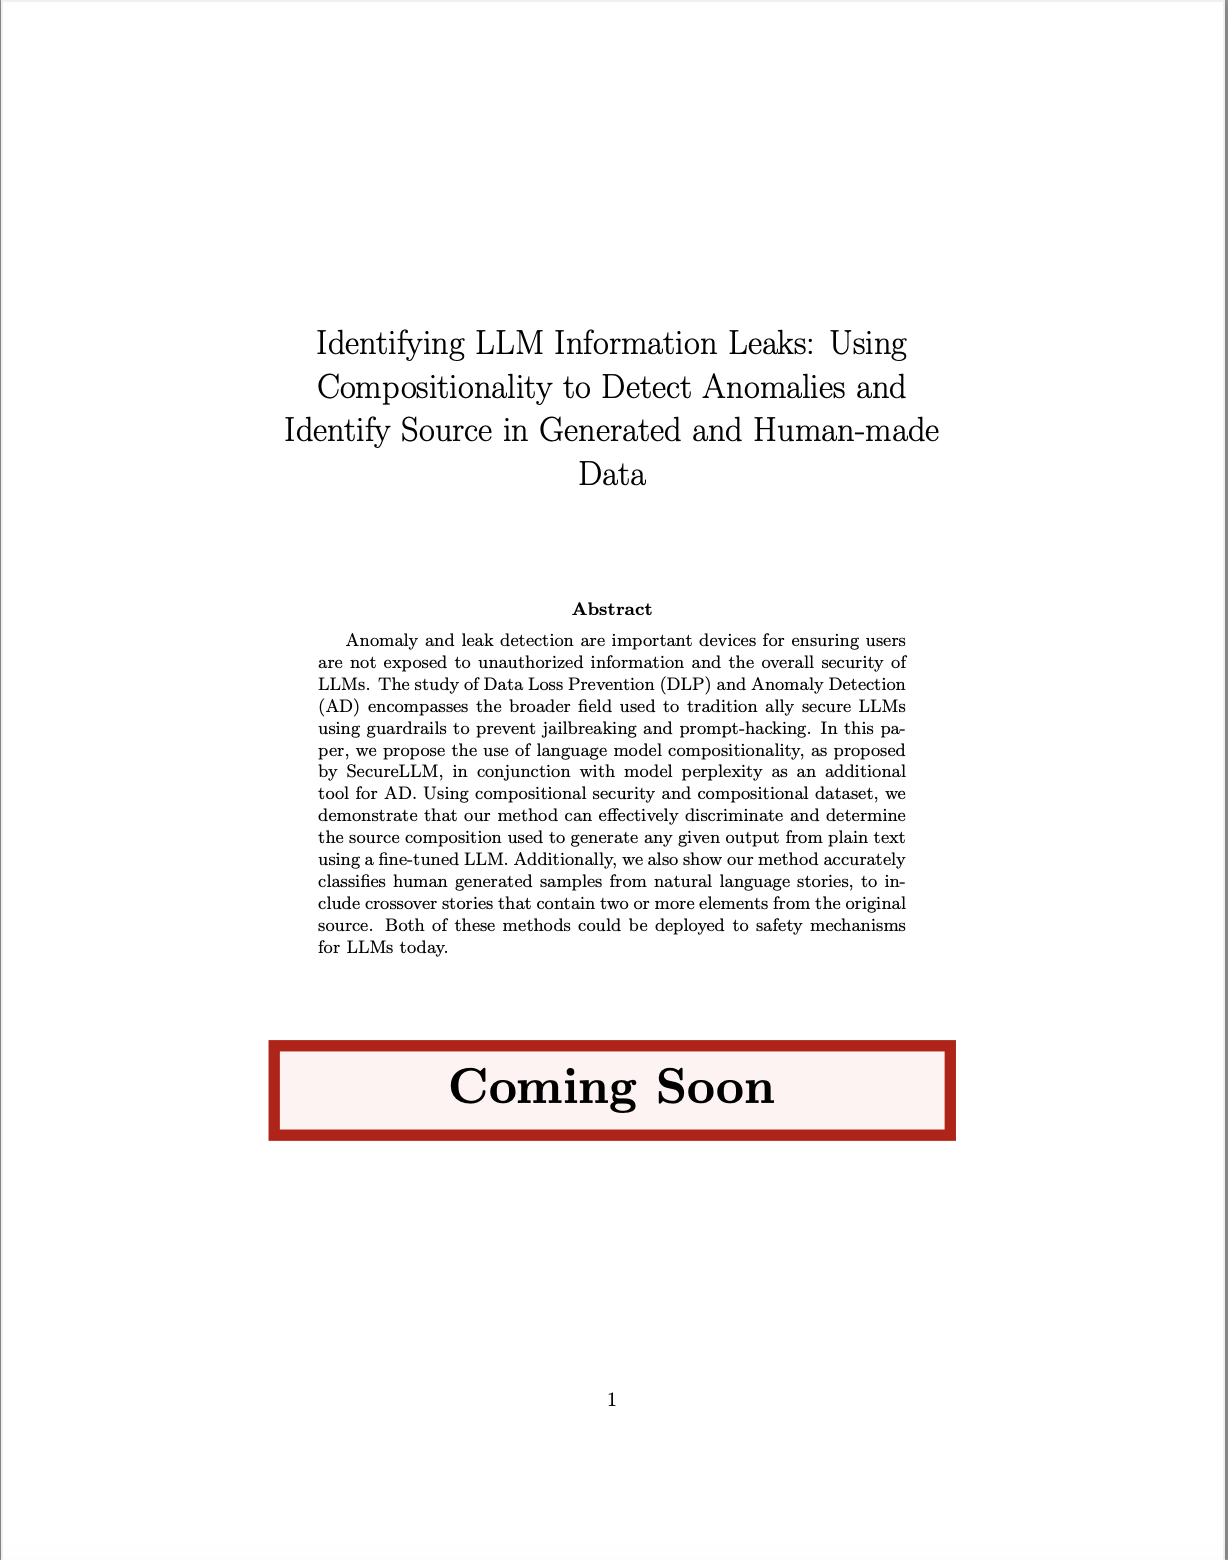 Identifying LLM Information Leaks: Using
Compositionality to Detect Anomalies and
Identify Source in Generated and Human-made
Data
Abstract
Anomaly and leak detection are important devices for ensuring users
are not exposed to unauthorized information and the overall security of
LLMs. The study of Data Loss Prevention (DLP) and Anomaly Detection
(AD) encompasses the broader field used to tradition ally secure LLMs
using guardrails to prevent jailbreaking and prompt-hacking. In this pa-
per, we propose the use of language model compositionality, as proposed
by SecureLLM, in conjunction with model perplexity as an additional
tool for AD. Using compositional security and compositional dataset, we
demonstrate that our method can effectively discriminate and determine
the source composition used to generate any given output from plain text
using a fine-tuned LLM. Additionally, we also show our method accurately
classifies human generated samples from natural language stories, to in-
clude crossover stories that contain two or more elements from the original
source. Both of these methods could be deployed to safety mechanisms
for LLMs today.
Coming Soon
1